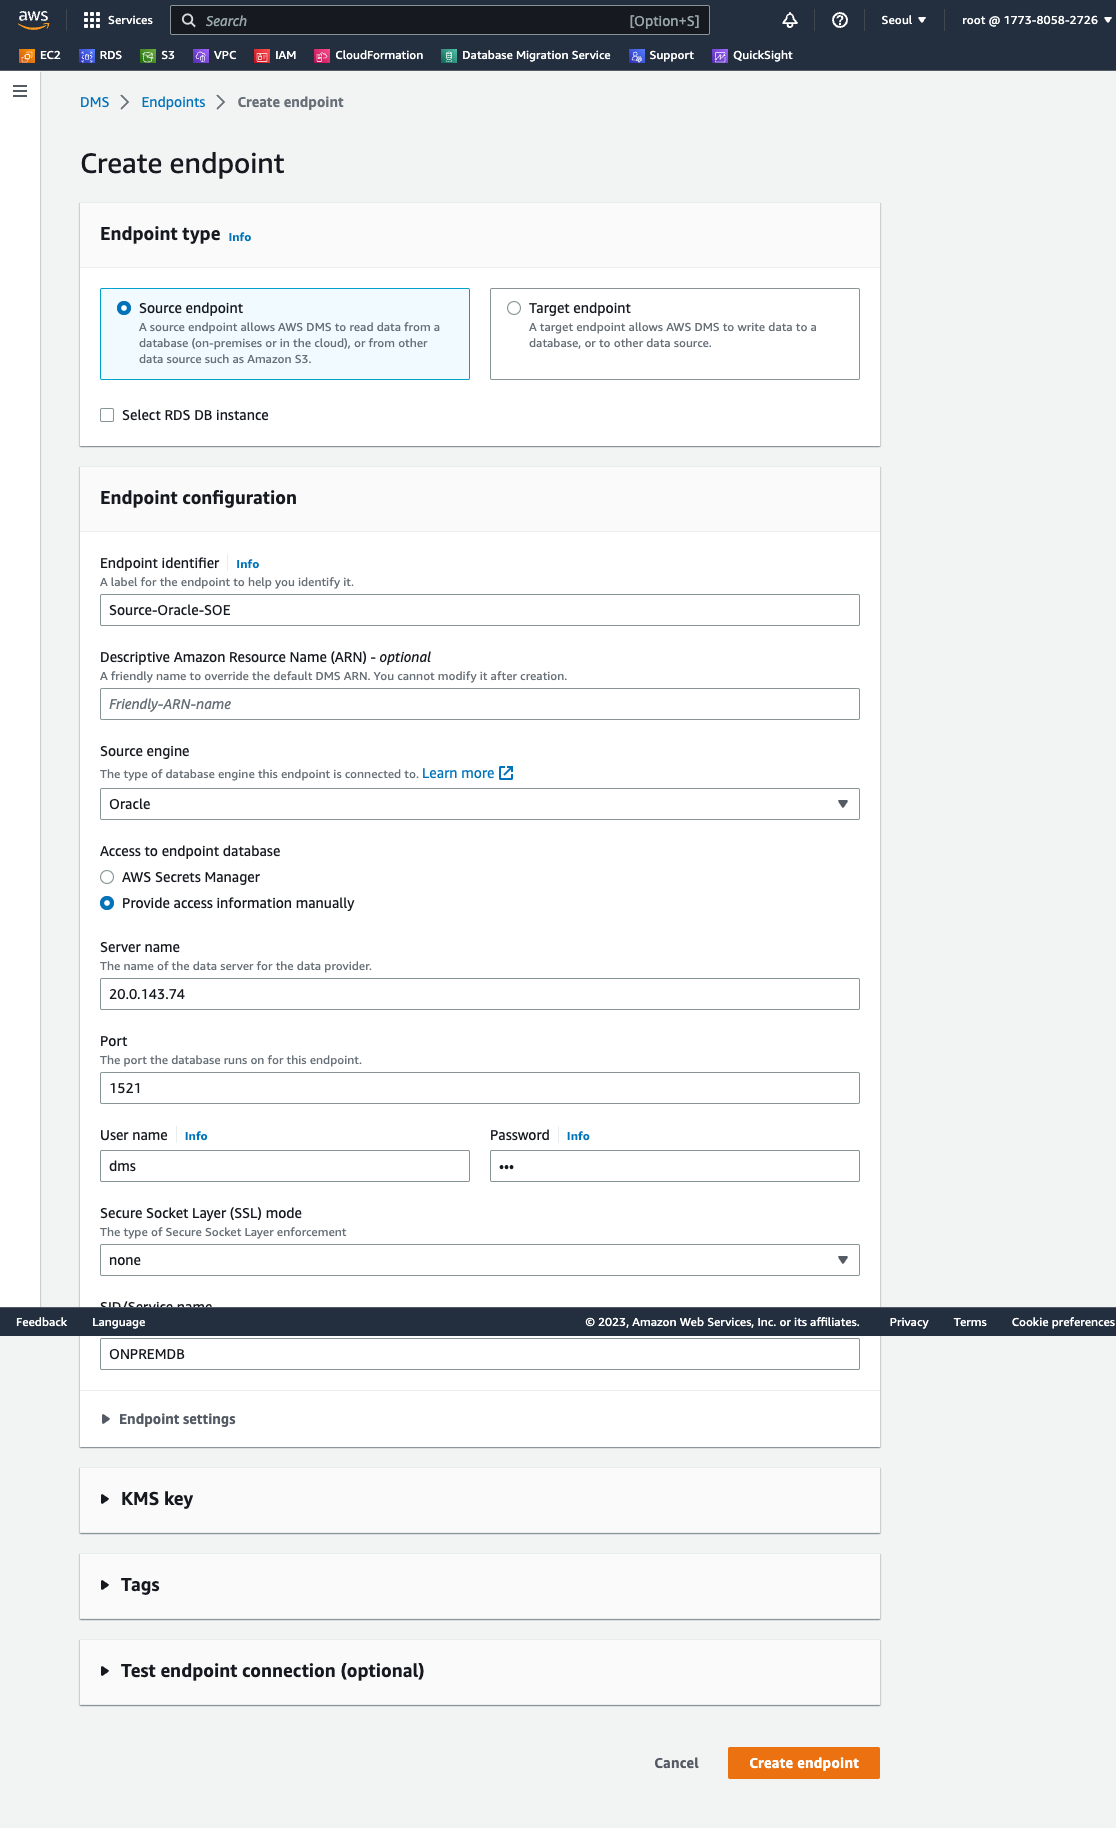 aws Services Search [Option+S] Seoul ▼ root @ 1773-8058-2726 ▼
EC2 RDS S3 VPC IAM CloudFormation Database Migration Service Support QuickSight
DMS > Endpoints > Create endpoint
Create endpoint
Endpoint type Info
Source endpoint
A source endpoint allows AWS DMS to read data from a
database (on-premises or in the cloud), or from other
data source such as Amazon S3.
Target endpoint
A target endpoint allows AWS DMS to write data to a
database, or to other data source.
Select RDS DB instance
Endpoint configuration
Endpoint identifier Info
A label for the endpoint to help you identify it.
Source-Oracle-SOE
Descriptive Amazon Resource Name (ARN) - optional
A friendly name to override the default DMS ARN. You cannot modify it after creation.
Friendly-ARN-name
Source engine
The type of database engine this endpoint is connected to. Learn more
Oracle
Access to endpoint database
AWS Secrets Manager
Provide access information manually
Server name
The name of the data server for the data provider.
20.0.143.74
Port
The port the database runs on for this endpoint.
1521
User name Info
dms
Password Info
•••
Secure Socket Layer (SSL) mode
The type of Secure Socket Layer enforcement
none
SID/Service name
Feedback Language © 2023, Amazon Web Services, Inc. or its affiliates. Privacy Terms Cookie preferences
ONPREMDB
Endpoint settings
KMS key
Tags
Test endpoint connection (optional)
Cancel Create endpoint